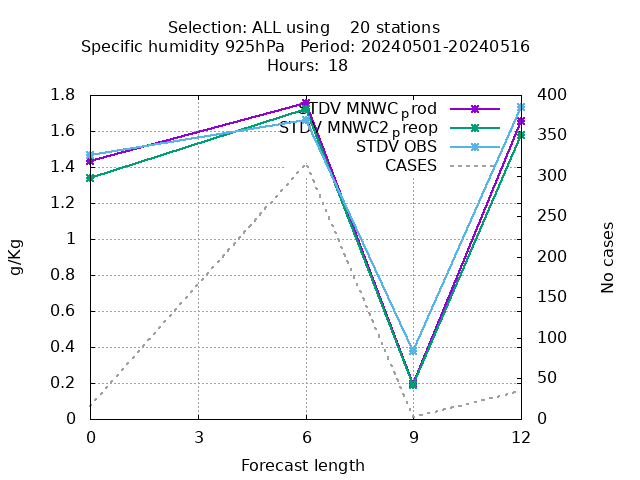 Selection: ALL using 20 stations
Specific humidity 925hPa Period: 20240501-20240516
Hours: 18
1.8
1.6
1.4
1.2
1
0.8
0.6
0.4
0.2
0
g/Kg
STDV MNWC_prod
STDV MNWC2_preop
STDV OBS
CASES
400
350
300
250
200
150
100
50
0
No cases
0 3 6 9 12
Forecast length